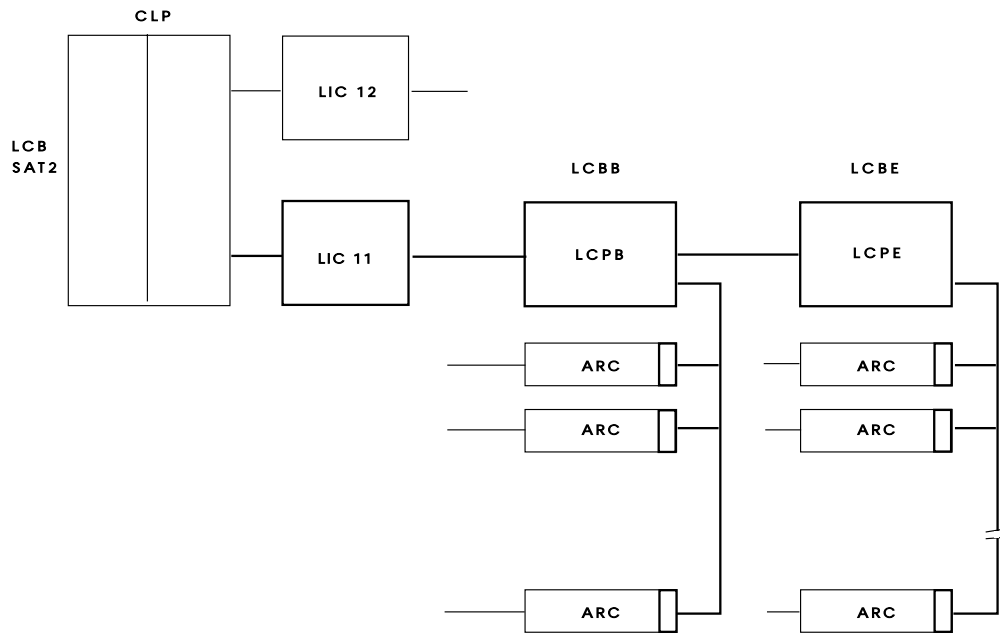 CLP
LIC 12
LCB
SAT2
LCBB
LCBE
LIC 11
LCPB
LCPE
ARC
ARC
ARC
ARC
ARC
ARC